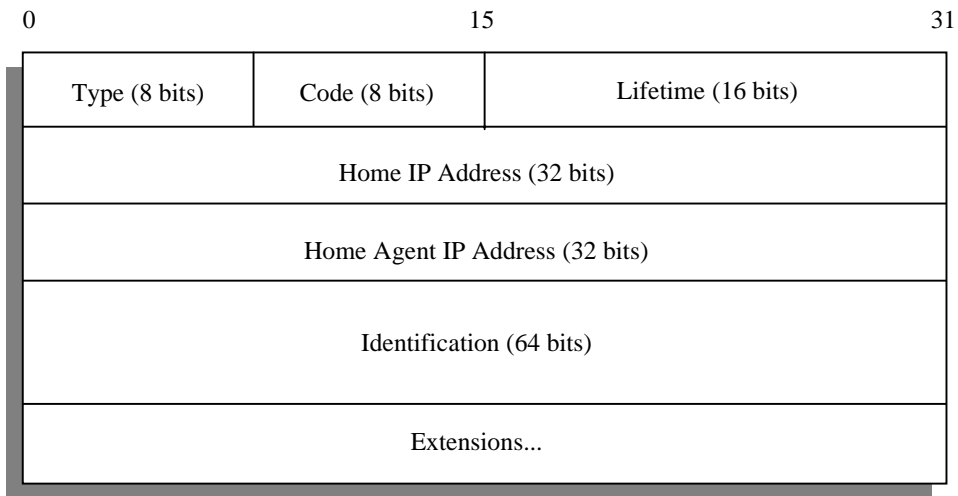 0 15 31
Type (8 bits) Code (8 bits) Lifetime (16 bits)
Home IP Address (32 bits)
Home Agent IP Address (32 bits)
Identification (64 bits)
Extensions...